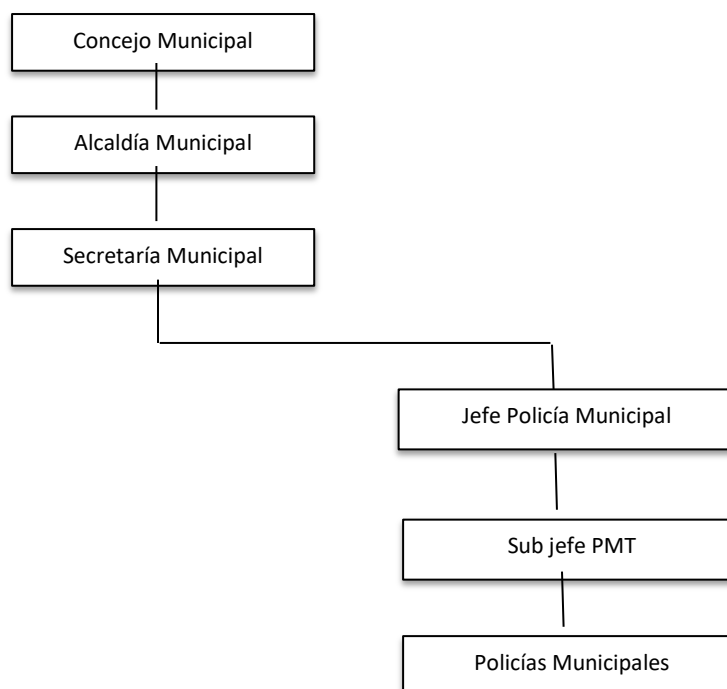 Concejo Municipal
Alcaldía Municipal
Secretaría Municipal
Jefe Policía Municipal
Sub jefe PMT
Policías Municipales